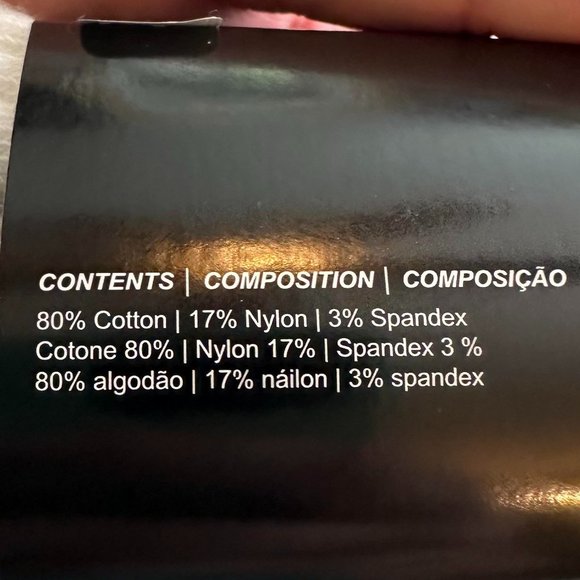 CONTENTS | COMPOSITION | COMPOSIÇÃO
80% Cotton | 17% Nylon | 3% Spandex
Cotone 80% | Nylon 17% | Spandex 3 %
80% algodão | 17% náilon | 3% spandex